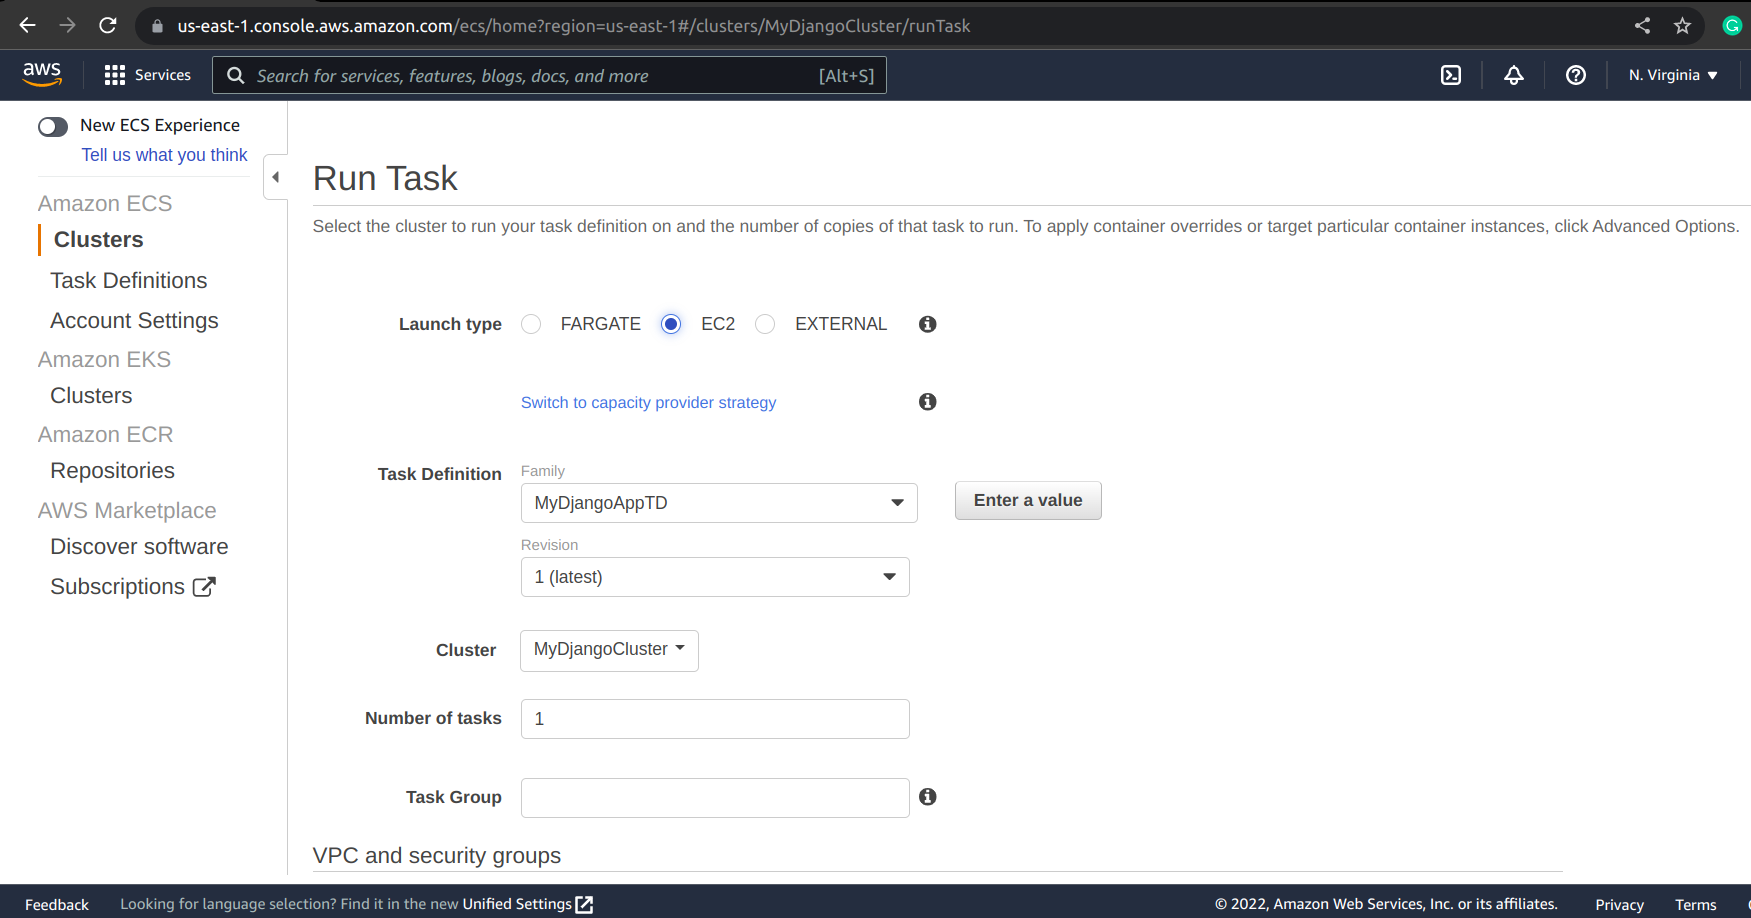 us-east-1.console.aws.amazon.com/ecs/home?region=us-east-1#/clusters/MyDjangoCluster/runTask
aws Services Search for services, features, blogs, docs, and more [Alt+S] N. Virginia
New ECS Experience
Tell us what you think
Amazon ECS
Clusters
Task Definitions
Account Settings
Amazon EKS
Clusters
Amazon ECR
Repositories
AWS Marketplace
Discover software
Subscriptions
Run Task
Select the cluster to run your task definition on and the number of copies of that task to run. To apply container overrides or target particular container instances, click Advanced Options.
Launch type FARGATE EC2 EXTERNAL
Switch to capacity provider strategy
Task Definition Family
MyDjangoAppTD Enter a value
Revision
1 (latest)
Cluster MyDjangoCluster
Number of tasks 1
Task Group
VPC and security groups
Feedback Looking for language selection? Find it in the new Unified Settings © 2022, Amazon Web Services, Inc. or its affiliates. Privacy Terms